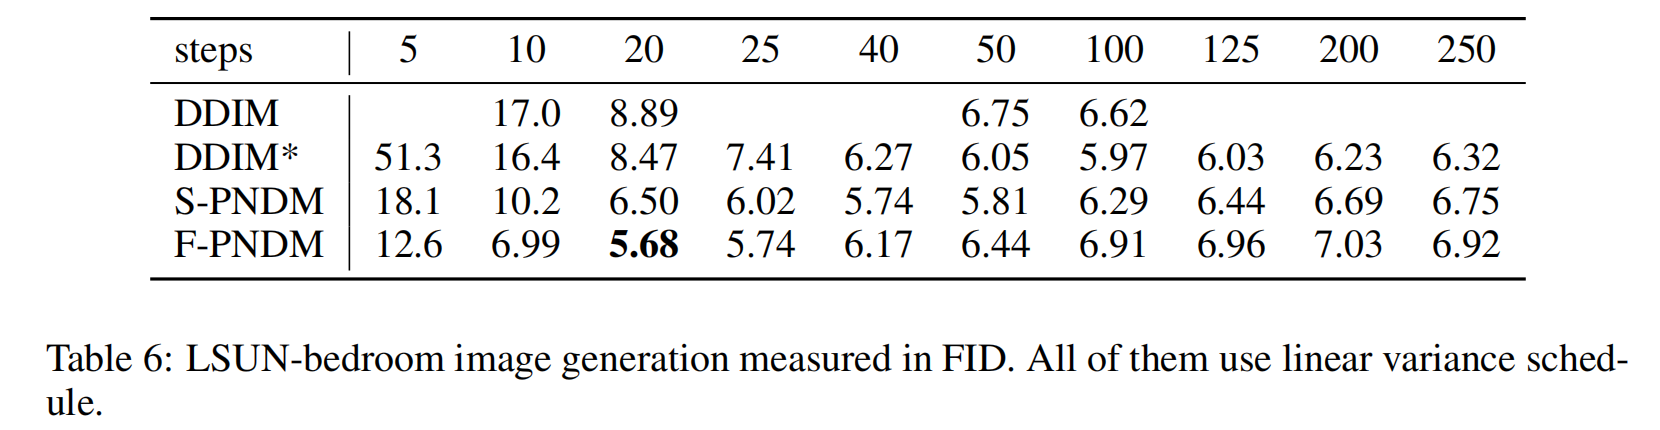 steps 5 10 20 25 40 50 100 125 200 250
DDIM 17.0 8.89 6.75 6.62
DDIM* 51.3 16.4 8.47 7.41 6.27 6.05 5.97 6.03 6.23 6.32
S-PNDM 18.1 10.2 6.50 6.02 5.74 5.81 6.29 6.44 6.69 6.75
F-PNDM 12.6 6.99 5.68 5.74 6.17 6.44 6.91 6.96 7.03 6.92
Table 6: LSUN-bedroom image generation measured in FID. All of them use linear variance sched-
ule.